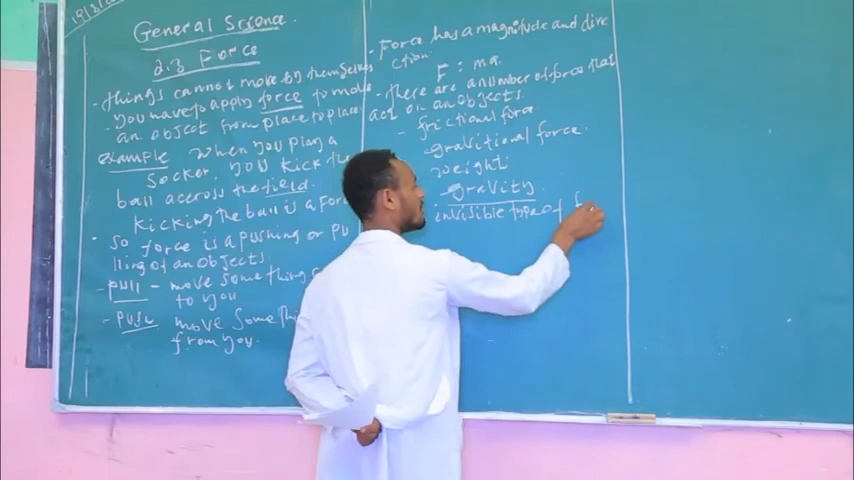 General Science.
2.3 Force
- things cannot move by themselves
- you have to apply force to move
an object from place to place.
example when you play a
Socker. you kick the
ball accross the field.
kicking the ball is a For
• So force is a pushing or pu
lling of an objects.
- pull - move something
to you
- push move Some thin
from you.
- Force has a magnitude and dire
ction.
F = ma
- there are a number of force that
act on an objects.
- frictional force.
- gravitional force.
weight
- gravity
invisible type of f